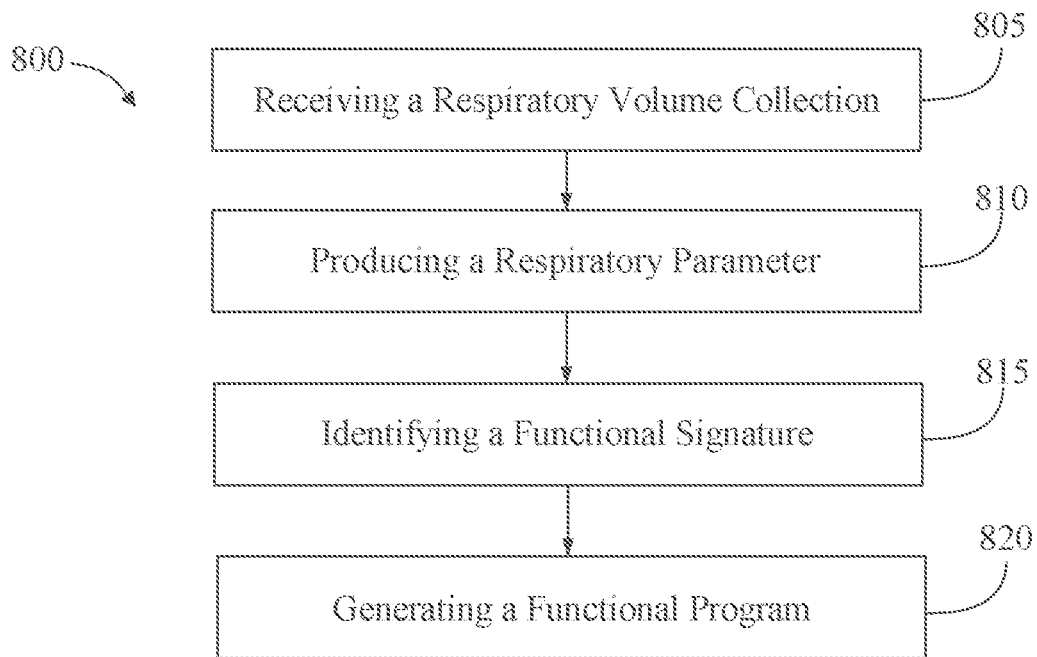 805
800
Receiving a Respiratory Volume Collection
810
Producing a Respiratory Parameter
815
Identifying a Functional Signature
820
Generating a Functional Program